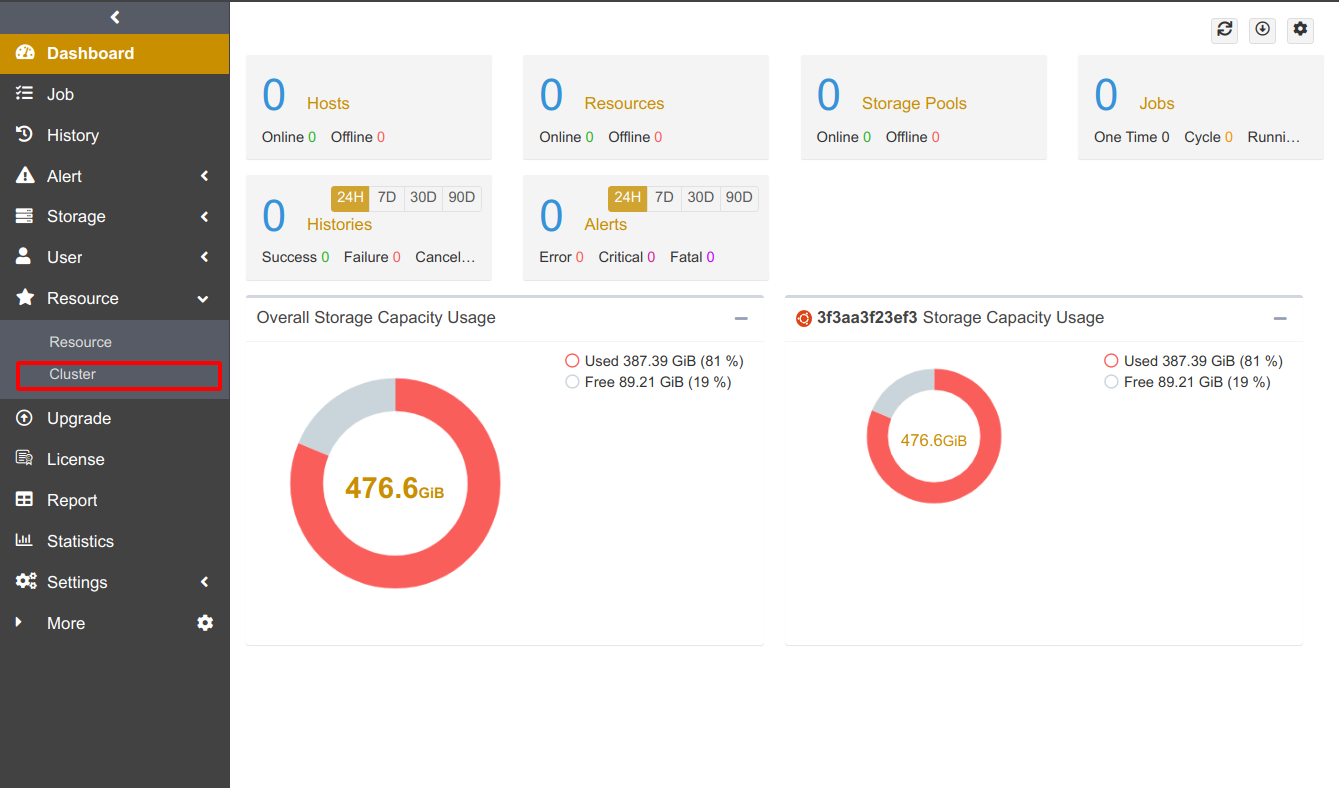 Dashboard
Job
History
Alert
Storage
User
Resource
Resource
Cluster
Upgrade
License
Report
Statistics
Settings
More
0 Hosts
Online 0 Offline 0
0 Resources
Online 0 Offline 0
0 Storage Pools
Online 0 Offline 0
0 Jobs
One Time 0 Cycle 0 Runni…
24H 7D 30D 90D
0 Histories
Success 0 Failure 0 Cancel…
24H 7D 30D 90D
0 Alerts
Error 0 Critical 0 Fatal 0
Overall Storage Capacity Usage
Used 387.39 GiB (81 %)
Free 89.21 GiB (19 %)
476.6GiB
3f3aa3f23ef3 Storage Capacity Usage
Used 387.39 GiB (81 %)
Free 89.21 GiB (19 %)
476.6GiB